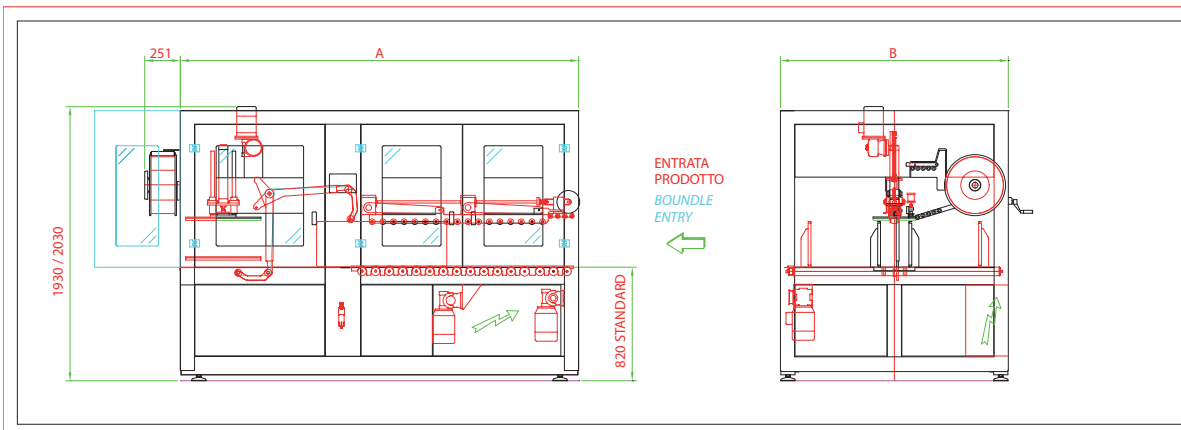 251
A
B
ENTRATA
PRODOTTO
BOUNDLE
ENTRY
1930 / 2030
820 STANDARD